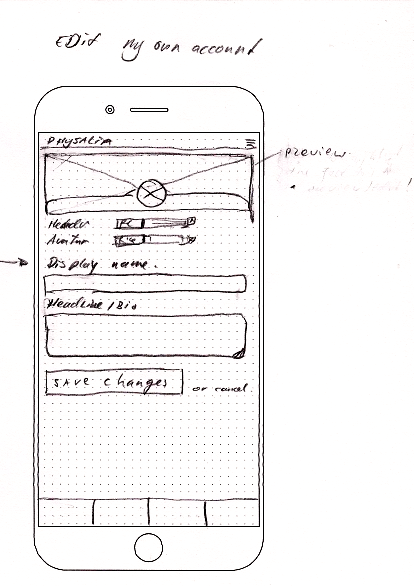 EDit my own account
PHYSALIA
preview
Header
Avatar
Display name.
Headline / Bio
SAVE changes or cancel.